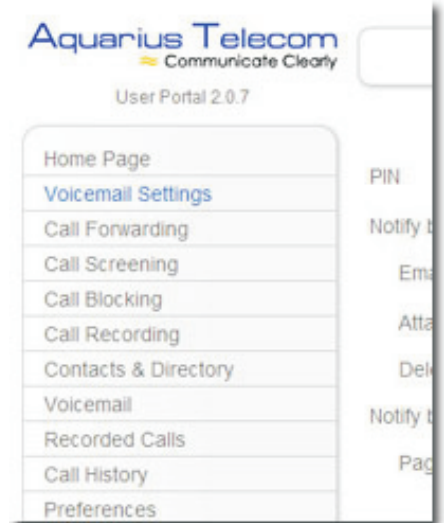 Aquarius Telecom
Communicate Clearly
User Portal 2.0.7
Home Page
Voicemail Settings
Call Forwarding
Call Screening
Call Blocking
Call Recording
Contacts & Directory
Voicemail
Recorded Calls
Call History
Preferences
PIN
Notify